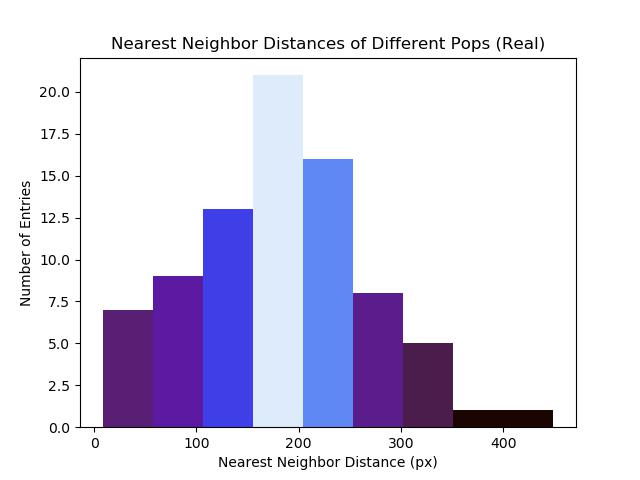 Nearest Neighbor Distances of Different Pops (Real)
20.0
17.5
15.0
12.5
10.0
7.5
5.0
2.5
0.0
Number of Entries
0 100 200 300 400
Nearest Neighbor Distance (px)